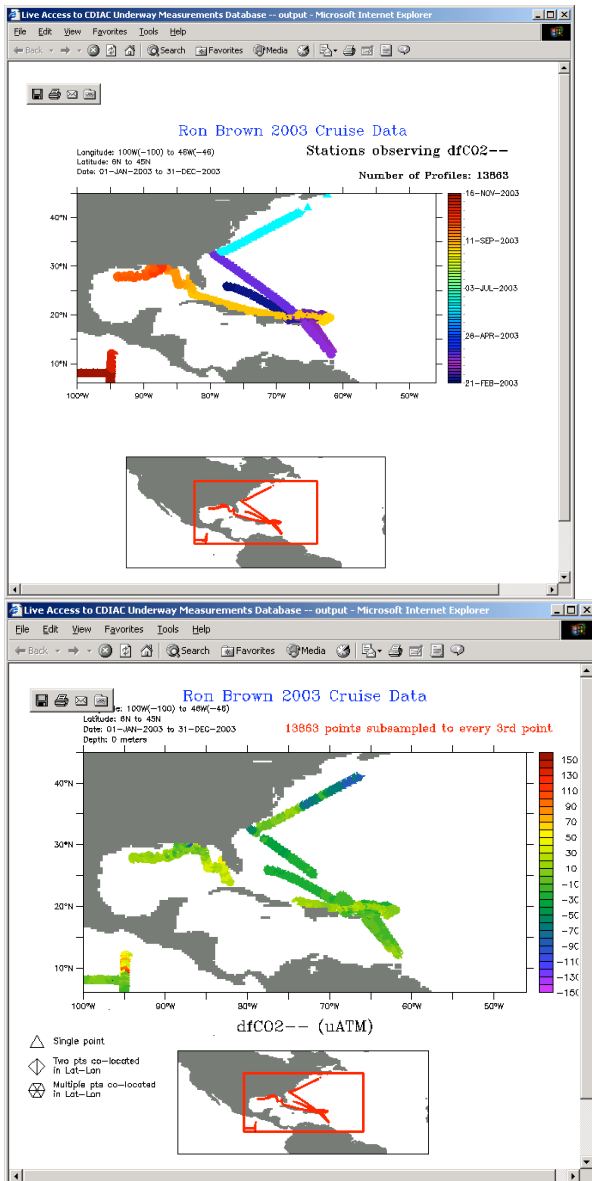 Live Access to CDIAC Underway Measurements Database -- output - Microsoft Internet Explorer
File Edit View Favorites Tools Help
Back Search Favorites Media
Ron Brown 2003 Cruise Data
Longitude: 100W(-100) to 46W(-46)
Latitude: 6N to 45N
Date: 01-JAN-2003 to 31-DEC-2003
Stations observing dfCO2--
Number of Profiles: 13863
40°N
30°N
20°N
10°N
100°W 90°W 80°W 70°W 60°W 50°W
16-NOV-2003
11-SEP-2003
03-JUL-2003
26-APR-2003
21-FEB-2003
Live Access to CDIAC Underway Measurements Database -- output - Microsoft Internet Explorer
File Edit View Favorites Tools Help
Back Search Favorites Media
Ron Brown 2003 Cruise Data
100W(-100) to 46W(-46)
Latitude: 6N to 45N
Date: 01-JAN-2003 to 31-DEC-2003
Depth: 0 meters
13863 points subsampled to every 3rd point
40°N
30°N
20°N
10°N
100°W 90°W 80°W 70°W 60°W 50°W
150
130
110
90
70
50
30
10
-10
-30
-50
-70
-90
-110
-130
-150
dfCO2-- (uATM)
Single point
Two pts co-located
in Lat-Lon
Multiple pts co-located
in Lat-Lon